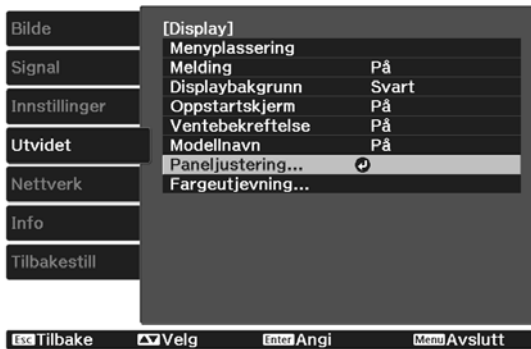 Bilde
Signal
Innstillinger
Utvidet
Nettverk
Info
Tilbakestill
[Display]
Menyplassering
Melding På
Displaybakgrunn Svart
Oppstartskjerm På
Ventebekreftelse På
Modellnavn På
Paneljustering...
Fargeutjevning...
Esc Tilbake Velg Enter Angi Menu Avslutt